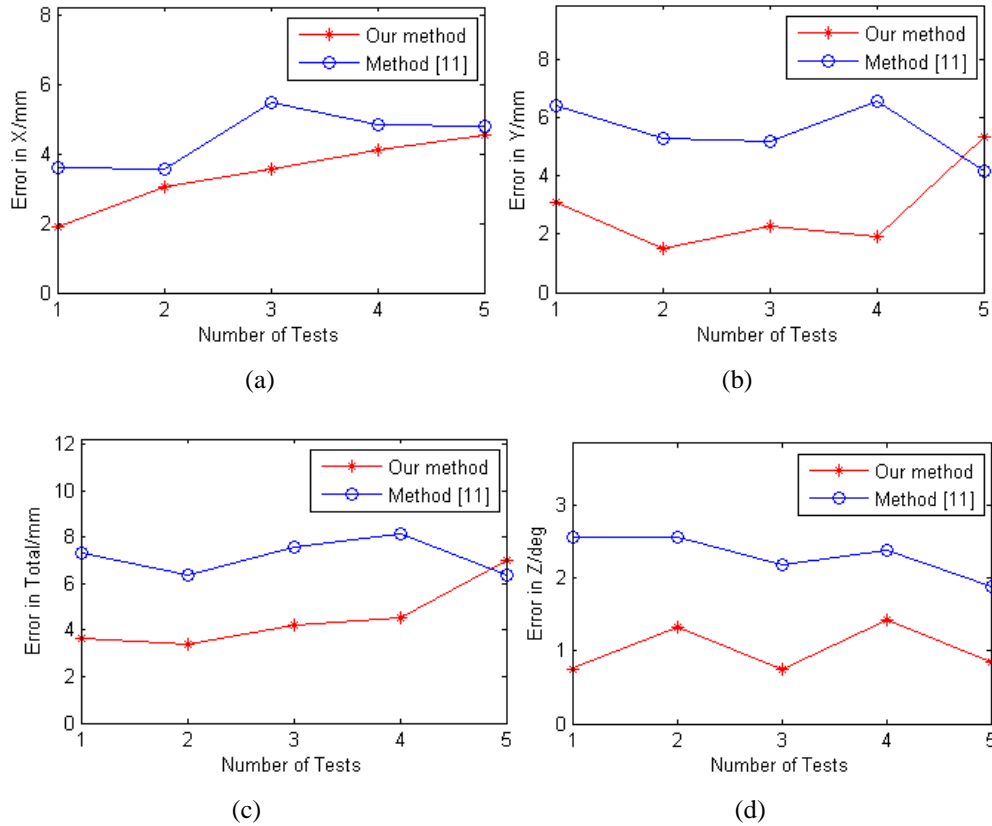 8
6
4
2
0
Error in X/mm
Our method
Method [11]
1 2 3 4 5
Number of Tests
(a)
8
6
4
2
0
Error in Y/mm
Our method
Method [11]
1 2 3 4 5
Number of Tests
(b)
12
10
8
6
4
2
0
Error in Total/mm
Our method
Method [11]
1 2 3 4 5
Number of Tests
(c)
3
2
1
0
Error in Z/deg
Our method
Method [11]
1 2 3 4 5
Number of Tests
(d)